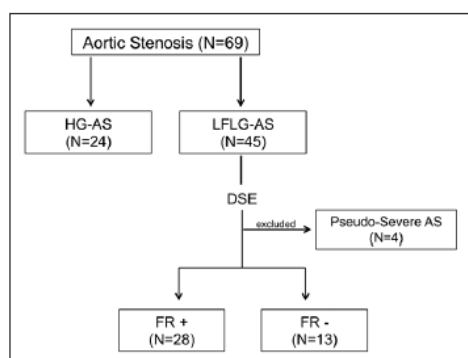 Aortic Stenosis (N=69)
HG-AS
(N=24)
LFLG-AS
(N=45)
DSE
excluded
Pseudo-Severe AS
(N=4)
FR +
(N=28)
FR -
(N=13)